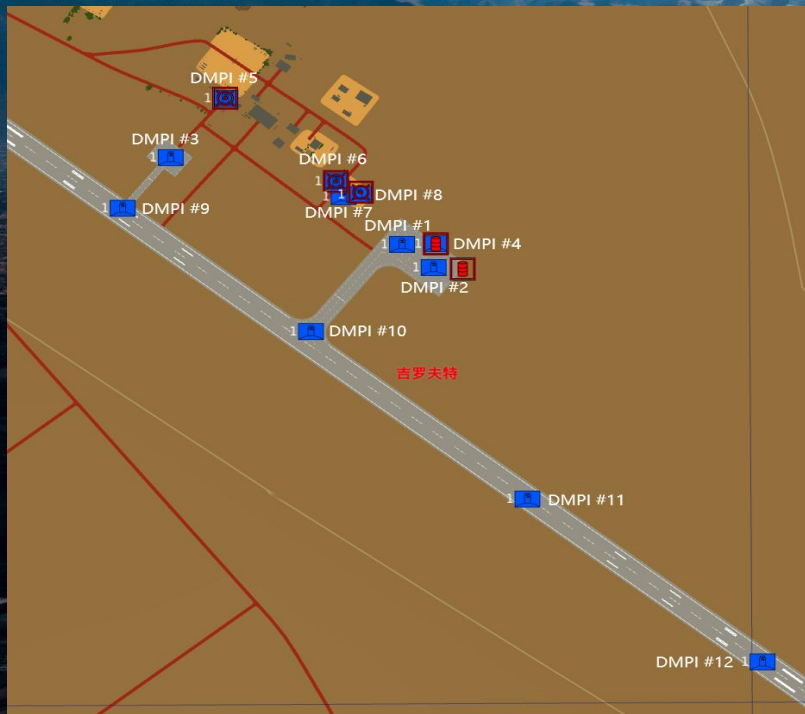 DMPI #5
1
DMPI #3
1
DMPI #6
1
1
1
DMPI #8
DMPI #7
DMPI #9
1
DMPI #1
1
1
DMPI #4
1
DMPI #2
1
DMPI #10
吉罗夫特
1
DMPI #11
DMPI #12
1